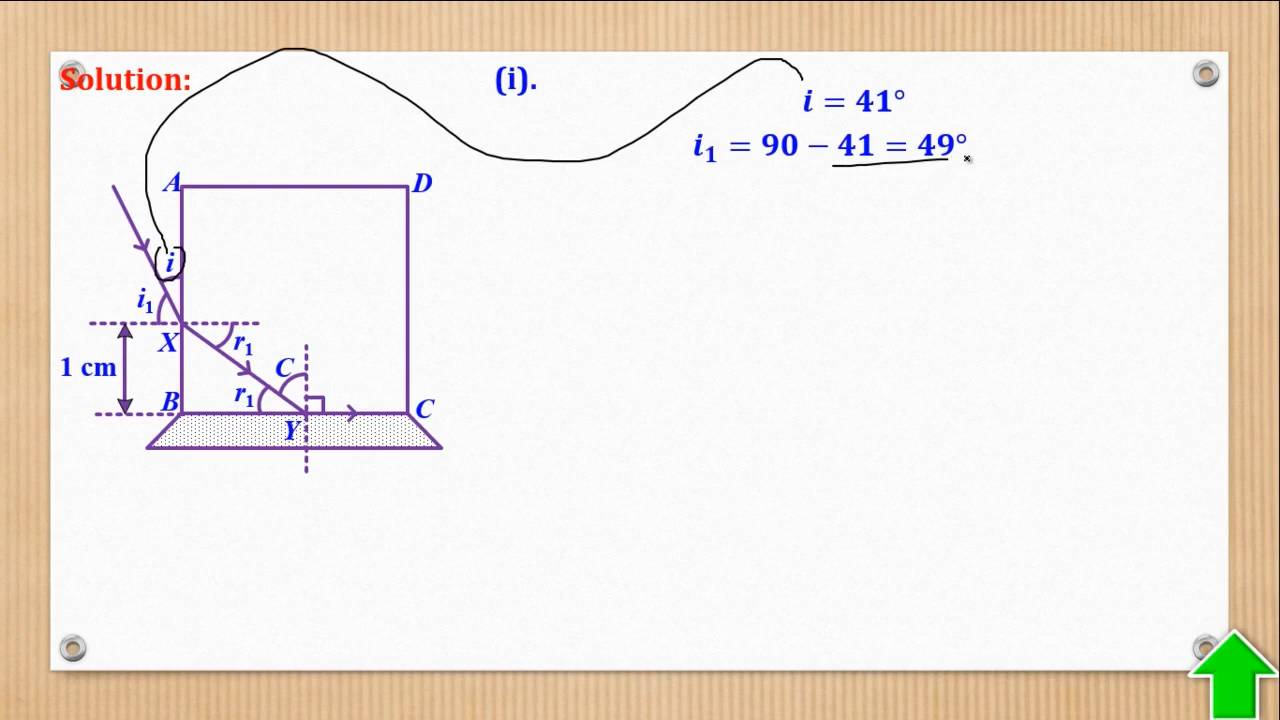 Solution:
(i).
i = 41°
i₁ = 90 − 41 = 49°
A
D
i
i₁
X
r₁
1 cm
C
r₁
B
C
Y